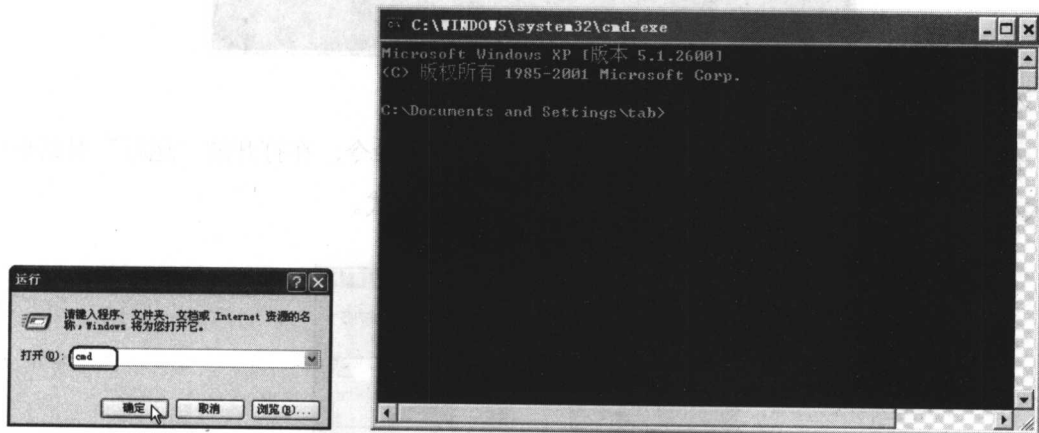 C:\WINDOWS\system32\cmd.exe
Microsoft Windows XP [版本 5.1.2600]
(C) 版权所有 1985-2001 Microsoft Corp.
C:\Documents and Settings\tab>
运行
请键入程序、文件夹、文档或 Internet 资源的名
称，Windows 将为您打开它。
打开(O): cmd
确定 取消 浏览(B)...